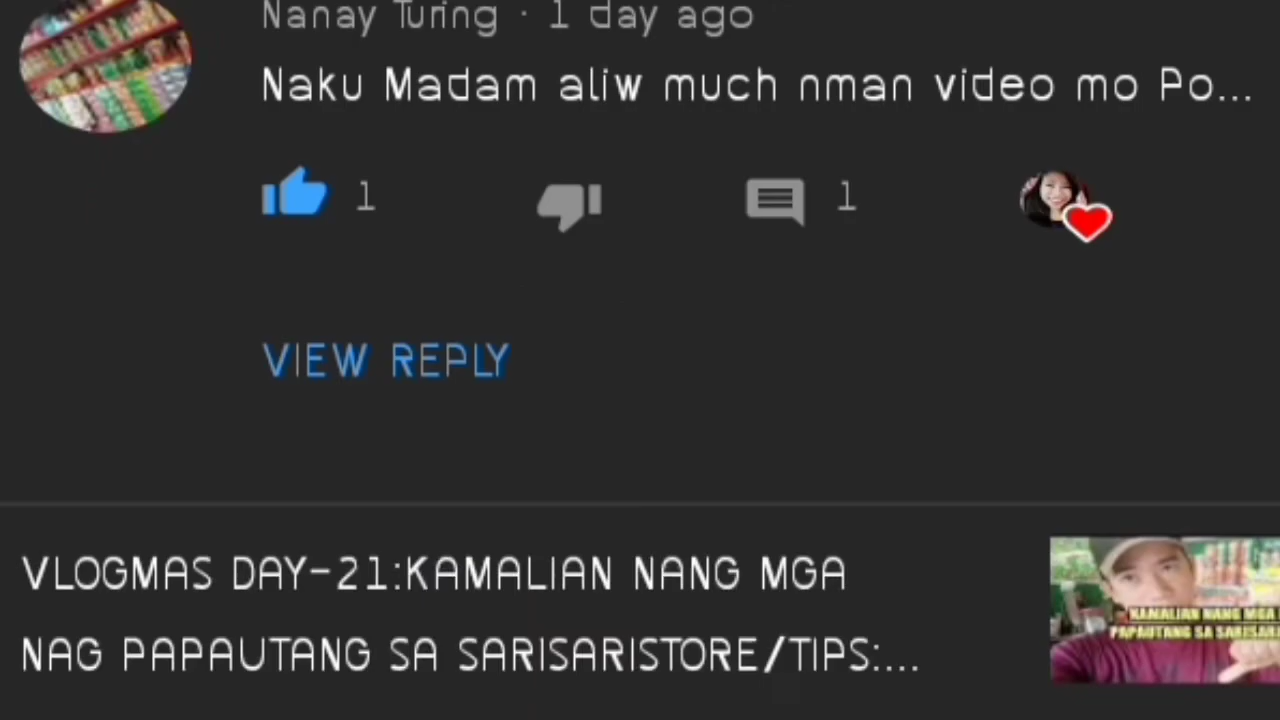 Nanay Turing · 1 day ago
Naku Madam aliw much nman video mo Po...
1
1
VIEW REPLY
VLOGMAS DAY-21:KAMALIAN NANG MGA
NAG PAPAUTANG SA SARISARISTORE/TIPS:...
KAMALIAN NANG MGA
PAPAUTANG SA SARISAR